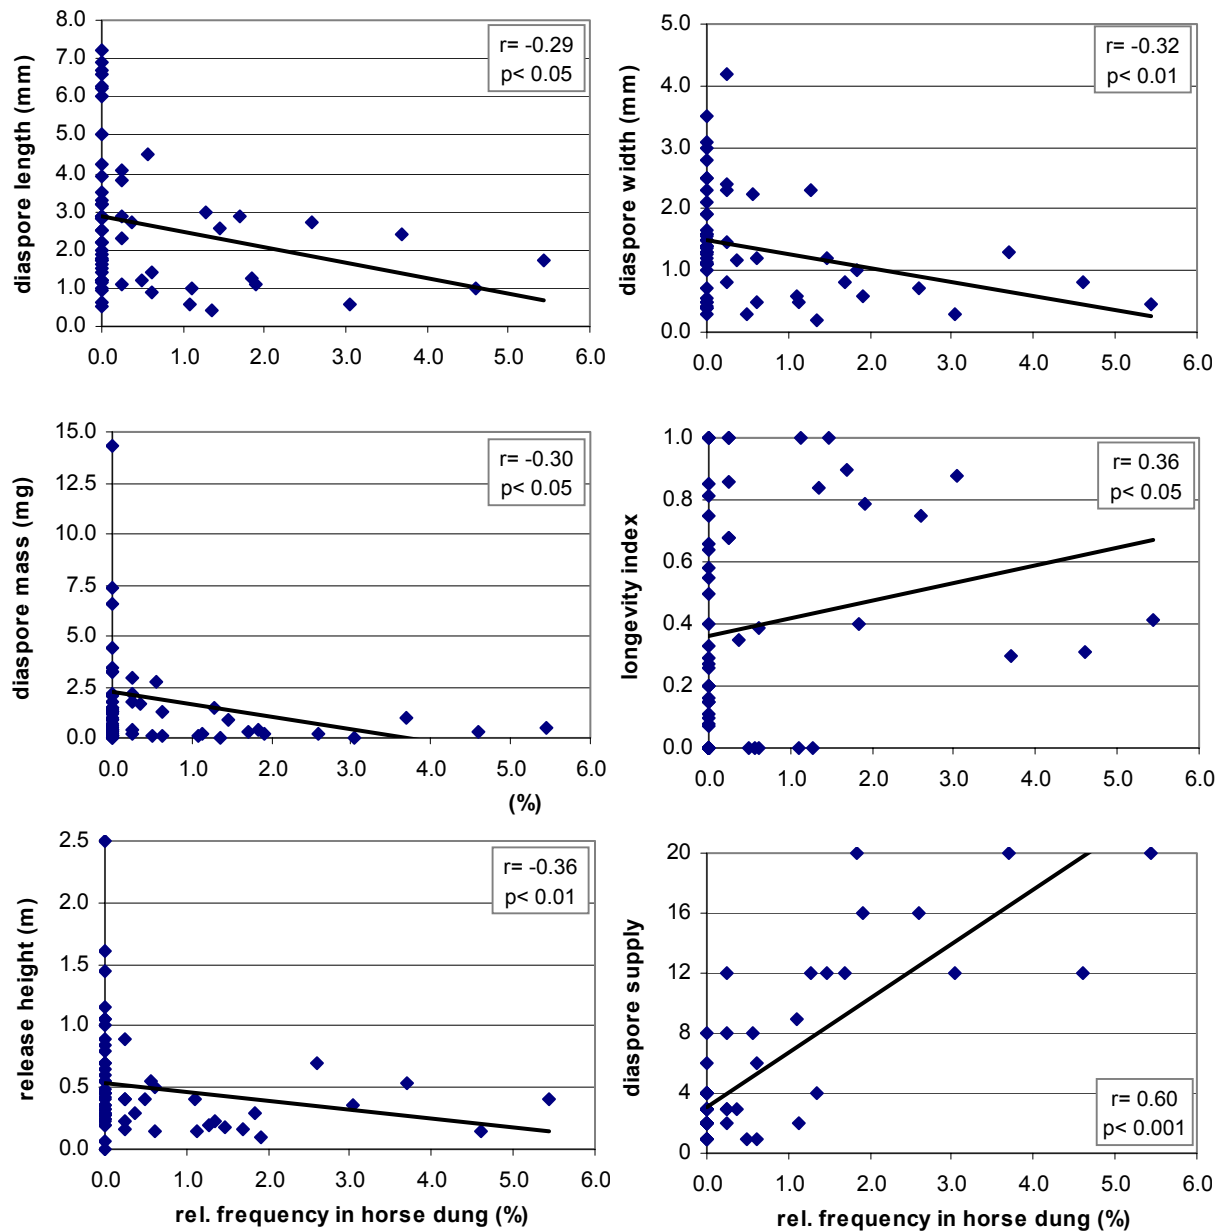 8.0
7.0
6.0
5.0
4.0
3.0
2.0
1.0
0.0
diaspore length (mm)
r= -0.29
p< 0.05
0.0 1.0 2.0 3.0 4.0 5.0 6.0
5.0
4.0
3.0
2.0
1.0
0.0
diaspore width (mm)
r= -0.32
p< 0.01
0.0 1.0 2.0 3.0 4.0 5.0 6.0
15.0
12.5
10.0
7.5
5.0
2.5
0.0
diaspore mass (mg)
r= -0.30
p< 0.05
0.0 1.0 2.0 3.0 4.0 5.0 6.0
(%)
1.0
0.8
0.6
0.4
0.2
0.0
longevity index
r= 0.36
p< 0.05
0.0 1.0 2.0 3.0 4.0 5.0 6.0
2.5
2.0
1.5
1.0
0.5
0.0
release height (m)
r= -0.36
p< 0.01
0.0 1.0 2.0 3.0 4.0 5.0 6.0
rel. frequency in horse dung (%)
20
16
12
8
4
0
diaspore supply
r= 0.60
p< 0.001
0.0 1.0 2.0 3.0 4.0 5.0 6.0
rel. frequency in horse dung (%)